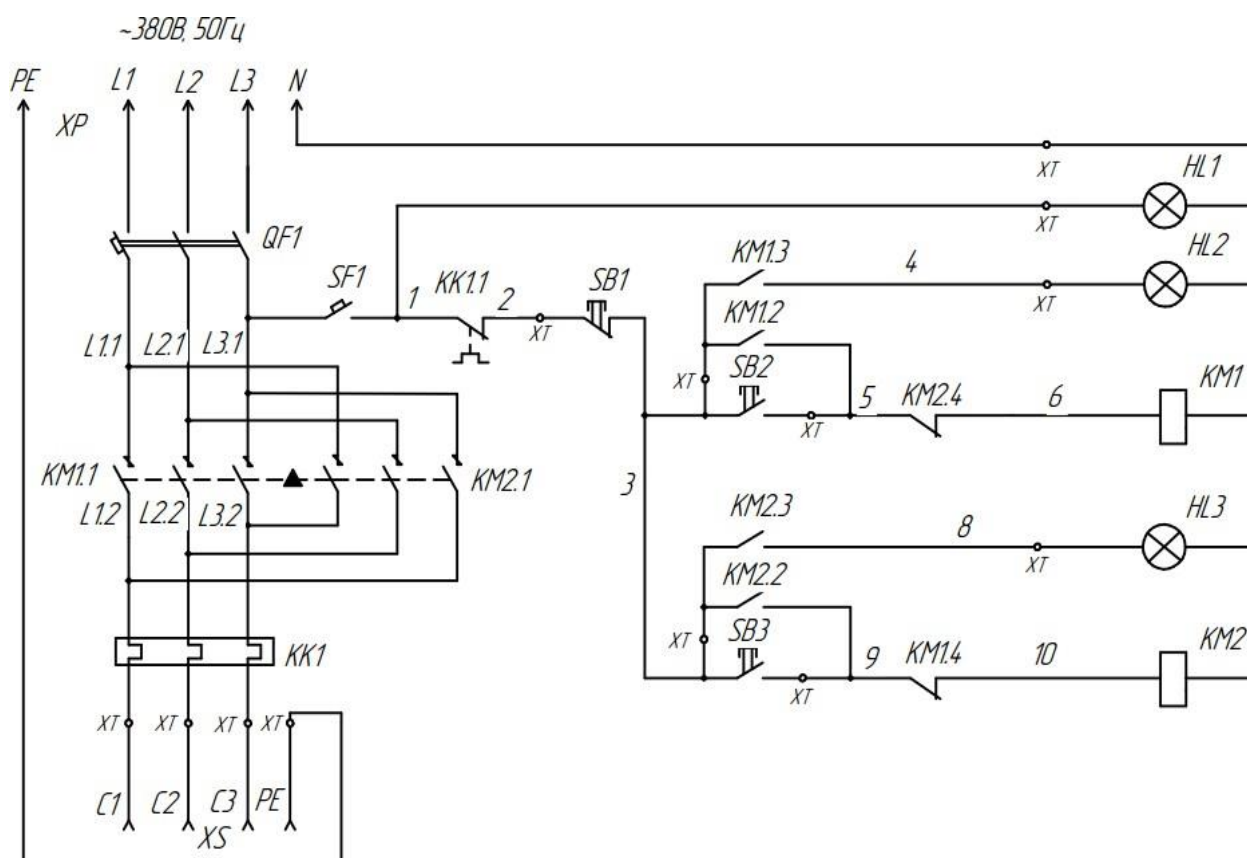 ~380В, 50Гц
PE L1 L2 L3 N
XP
XT
HL1
XT
QF1
HL2
KM1.3
4
SF1
KK1.1
SB1
1
2
XT
XT
KM1.2
L1.1 L2.1 L3.1
XT
SB2
KM1
5
KM2.4
6
XT
KM1.1
KM2.1
3
L1.2 L2.2 L3.2
KM2.3
8
HL3
XT
KM2.2
XT
SB3
KM2
KK1
9
KM1.4
10
XT
XT XT XT XT
C1 C2 C3 PE
XS